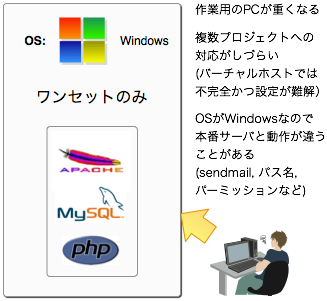 OS:
Windows
ワンセットのみ
APACHE
MySQL
php
作業用のPCが重くなる
複数プロジェクトへの
対応がしづらい
(バーチャルホストでは
不完全かつ設定が難解)
OSがWindowsなので
本番サーバと動作が違う
ことがある
(sendmail, パス名,
パーミッションなど)